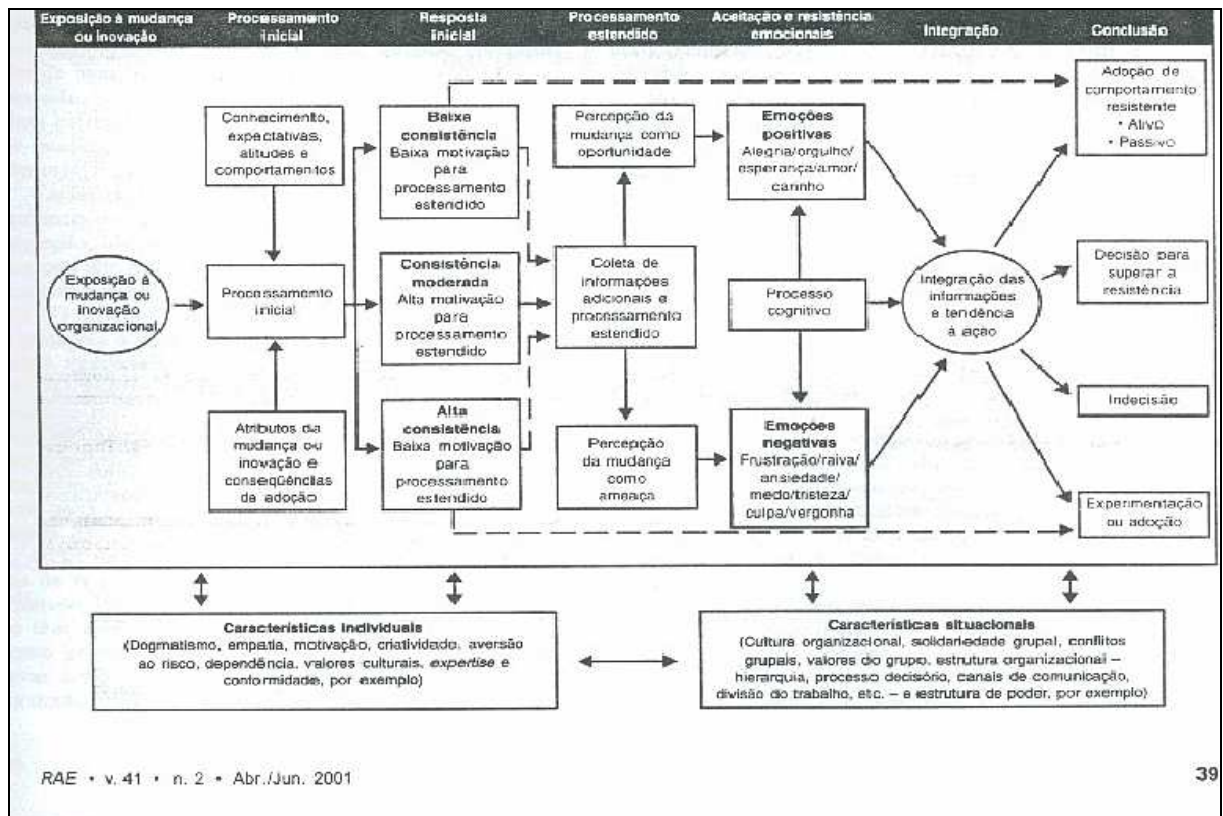 Exposição à mudança
ou Inovação
Processamento
inicial
Resposta
inicial
Processamento
estendido
Aceitação e resistência
emocionais
Integração
Conclusão
Exposição à
mudança ou
inovação
organizacional
Conhecimento,
expectativas,
atitudes e
comportamentos
Processamento
inicial
Atributos da
mudança ou
inovação e
conseqüências
da adoção
Baixa
consistência
Baixa motivação
para
processamento
estendido
Consistência
moderada
Alta motivação
para
processamento
estendido
Alta
consistência
Baixa motivação
para
processamento
estendido
Percepção da
mudança como
oportunidade
Coleta de
informações
adicionais e
processamento
estendido
Percepção
da mudança
como
ameaça
Emoções
positivas
Alegria/orgulho/
esperança/amor/
carinho
Processo
cognitivo
Emoções
negativas
Frustração/raiva/
ansiedade/
medo/tristeza/
culpa/vergonha
Integração das
informações
e tendência
à ação
Adoção de
comportamento
resistente
• Ativo
• Passivo
Decisão para
superar a
resistência
Indecisão
Experimentação
ou adoção
Características individuais
(Dogmatismo, empatia, motivação, criatividade, aversão
ao risco, dependência, valores culturais, expertise e
conformidade, por exemplo)
Características situacionais
(Cultura organizacional, solidariedade grupal, conflitos
grupais, valores do grupo, estrutura organizacional –
hierarquia, processo decisório, canais de comunicação,
divisão do trabalho, etc. – e estrutura de poder, por exemplo)
RAE • v. 41 • n. 2 • Abr./Jun. 2001
39